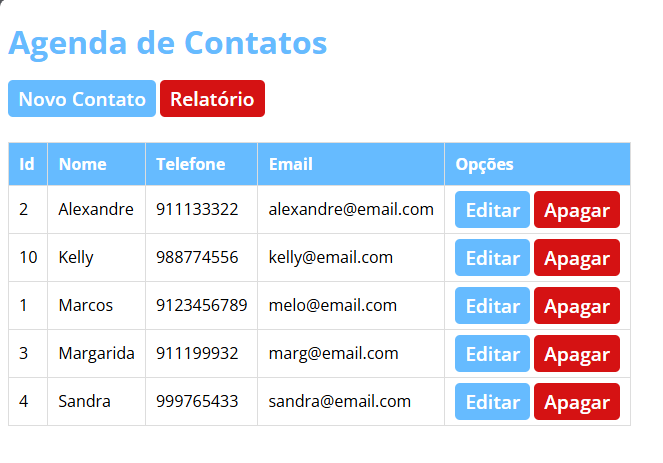 Agenda de Contatos
Novo Contato Relatório
Id Nome Telefone Email Opções
2 Alexandre 911133322 alexandre@email.com Editar Apagar
10 Kelly 988774556 kelly@email.com Editar Apagar
1 Marcos 9123456789 melo@email.com Editar Apagar
3 Margarida 911199932 marg@email.com Editar Apagar
4 Sandra 999765433 sandra@email.com Editar Apagar